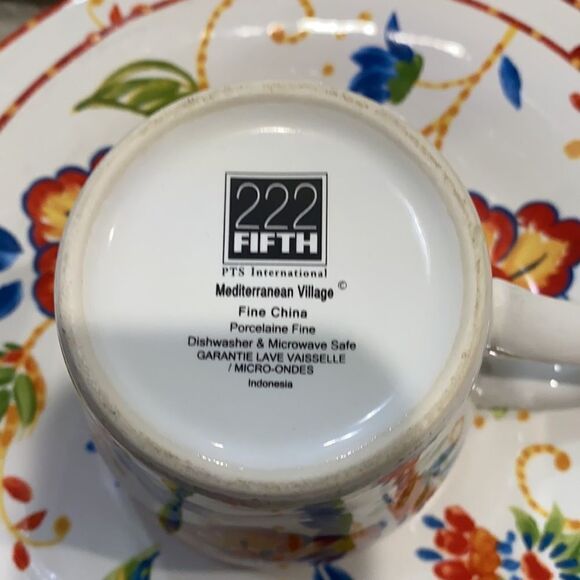 222
FIFTH
PTS International
Mediterranean Village ©
Fine China
Porcelaine Fine
Dishwasher & Microwave Safe
GARANTIE LAVE VAISSELLE
/ MICRO-ONDES
Indonesia